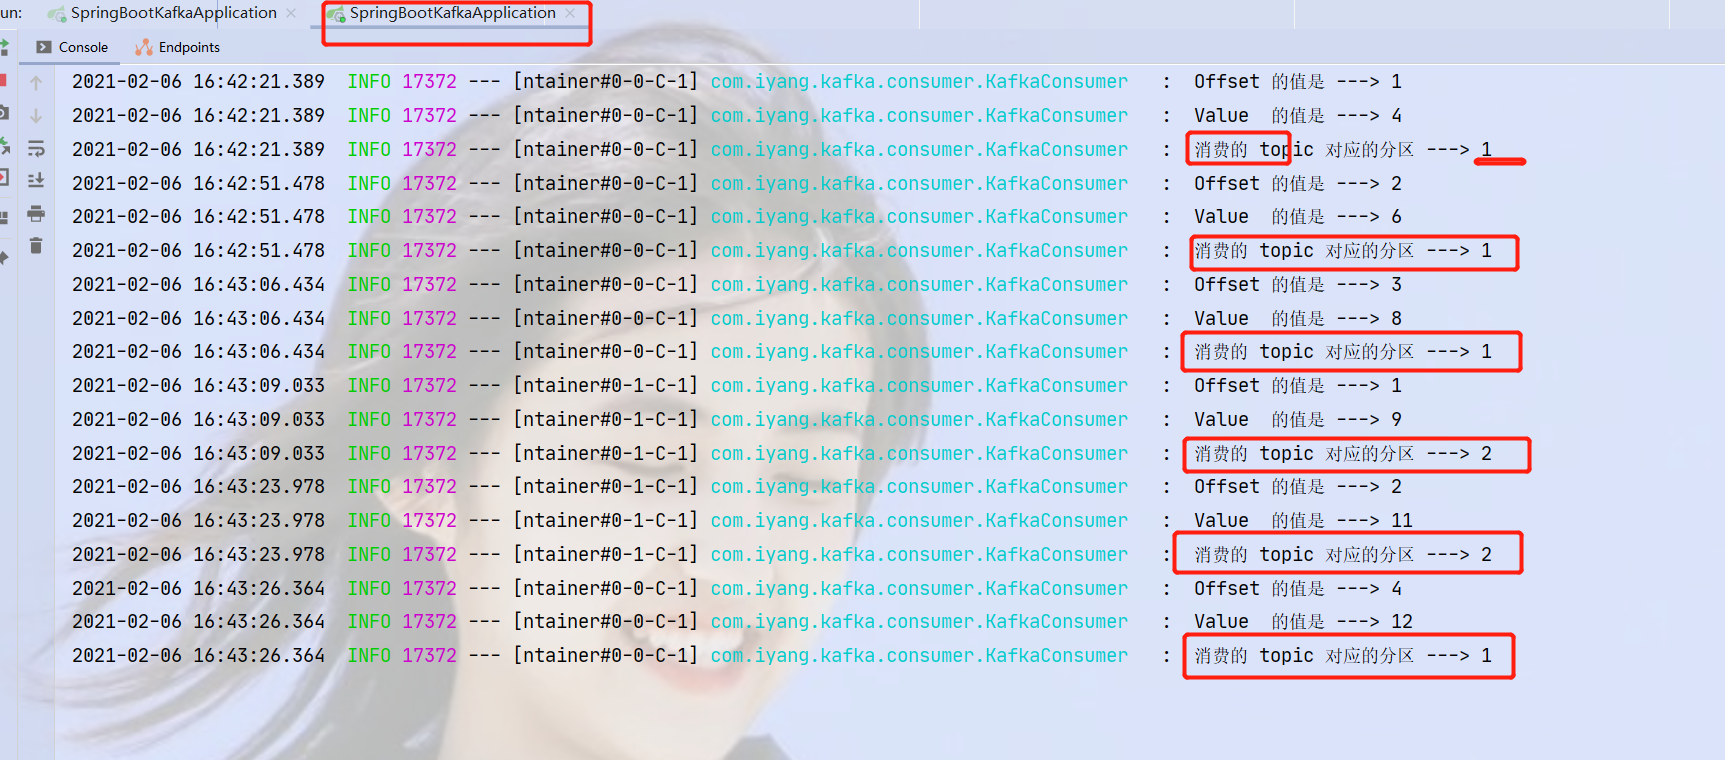 un: SpringBootKafkaApplication × SpringBootKafkaApplication ×
Console Endpoints
2021-02-06 16:42:21.389 INFO 17372 --- [ntainer#0-0-C-1] com.iyang.kafka.consumer.KafkaConsumer : Offset 的值是 ---> 1
2021-02-06 16:42:21.389 INFO 17372 --- [ntainer#0-0-C-1] com.iyang.kafka.consumer.KafkaConsumer : Value 的值是 ---> 4
2021-02-06 16:42:21.389 INFO 17372 --- [ntainer#0-0-C-1] com.iyang.kafka.consumer.KafkaConsumer : 消费的 topic 对应的分区 ---> 1
2021-02-06 16:42:51.478 INFO 17372 --- [ntainer#0-0-C-1] com.iyang.kafka.consumer.KafkaConsumer : Offset 的值是 ---> 2
2021-02-06 16:42:51.478 INFO 17372 --- [ntainer#0-0-C-1] com.iyang.kafka.consumer.KafkaConsumer : Value 的值是 ---> 6
2021-02-06 16:42:51.478 INFO 17372 --- [ntainer#0-0-C-1] com.iyang.kafka.consumer.KafkaConsumer : 消费的 topic 对应的分区 ---> 1
2021-02-06 16:43:06.434 INFO 17372 --- [ntainer#0-0-C-1] com.iyang.kafka.consumer.KafkaConsumer : Offset 的值是 ---> 3
2021-02-06 16:43:06.434 INFO 17372 --- [ntainer#0-0-C-1] com.iyang.kafka.consumer.KafkaConsumer : Value 的值是 ---> 8
2021-02-06 16:43:06.434 INFO 17372 --- [ntainer#0-0-C-1] com.iyang.kafka.consumer.KafkaConsumer : 消费的 topic 对应的分区 ---> 1
2021-02-06 16:43:09.033 INFO 17372 --- [ntainer#0-1-C-1] com.iyang.kafka.consumer.KafkaConsumer : Offset 的值是 ---> 1
2021-02-06 16:43:09.033 INFO 17372 --- [ntainer#0-1-C-1] com.iyang.kafka.consumer.KafkaConsumer : Value 的值是 ---> 9
2021-02-06 16:43:09.033 INFO 17372 --- [ntainer#0-1-C-1] com.iyang.kafka.consumer.KafkaConsumer : 消费的 topic 对应的分区 ---> 2
2021-02-06 16:43:23.978 INFO 17372 --- [ntainer#0-1-C-1] com.iyang.kafka.consumer.KafkaConsumer : Offset 的值是 ---> 2
2021-02-06 16:43:23.978 INFO 17372 --- [ntainer#0-1-C-1] com.iyang.kafka.consumer.KafkaConsumer : Value 的值是 ---> 11
2021-02-06 16:43:23.978 INFO 17372 --- [ntainer#0-1-C-1] com.iyang.kafka.consumer.KafkaConsumer : 消费的 topic 对应的分区 ---> 2
2021-02-06 16:43:26.364 INFO 17372 --- [ntainer#0-0-C-1] com.iyang.kafka.consumer.KafkaConsumer : Offset 的值是 ---> 4
2021-02-06 16:43:26.364 INFO 17372 --- [ntainer#0-0-C-1] com.iyang.kafka.consumer.KafkaConsumer : Value 的值是 ---> 12
2021-02-06 16:43:26.364 INFO 17372 --- [ntainer#0-0-C-1] com.iyang.kafka.consumer.KafkaConsumer : 消费的 topic 对应的分区 ---> 1